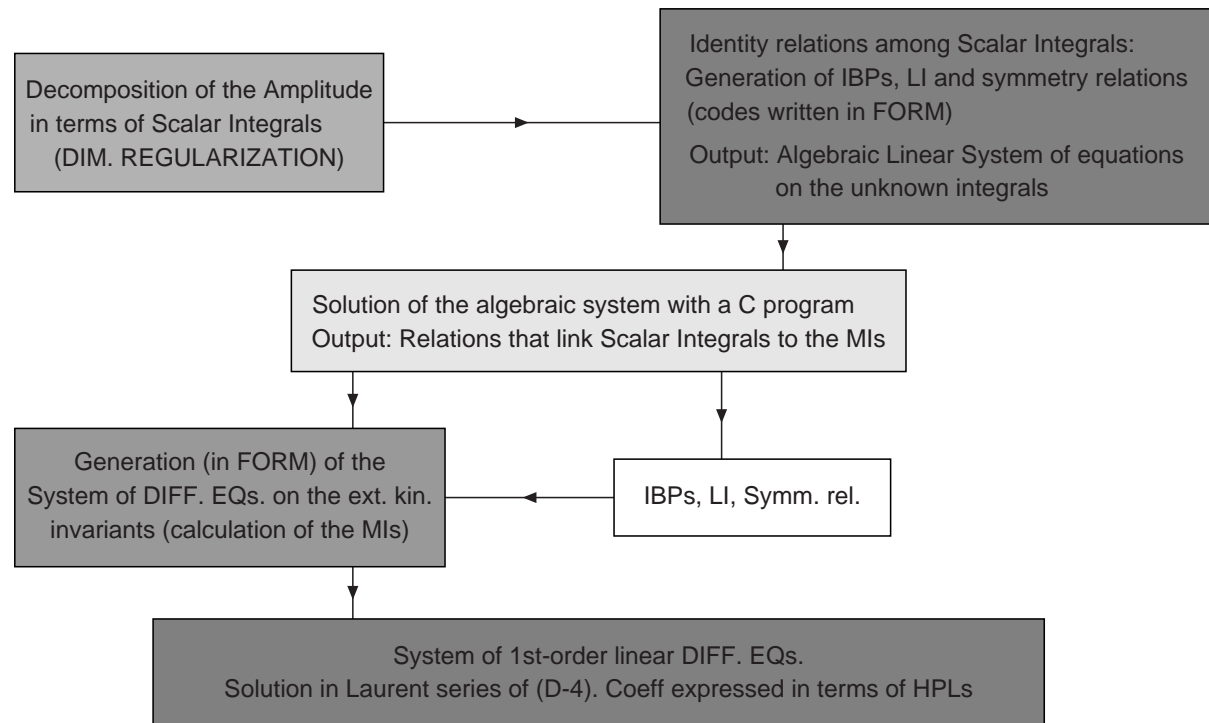 Decomposition of the Amplitude
in terms of Scalar Integrals
(DIM. REGULARIZATION)
Identity relations among Scalar Integrals:
Generation of IBPs, LI and symmetry relations
(codes written in FORM)
Output: Algebraic Linear System of equations
on the unknown integrals
Solution of the algebraic system with a C program
Output: Relations that link Scalar Integrals to the MIs
Generation (in FORM) of the
System of DIFF. EQs. on the ext. kin.
invariants (calculation of the MIs)
IBPs, LI, Symm. rel.
System of 1st-order linear DIFF. EQs.
Solution in Laurent series of (D-4). Coeff expressed in terms of HPLs